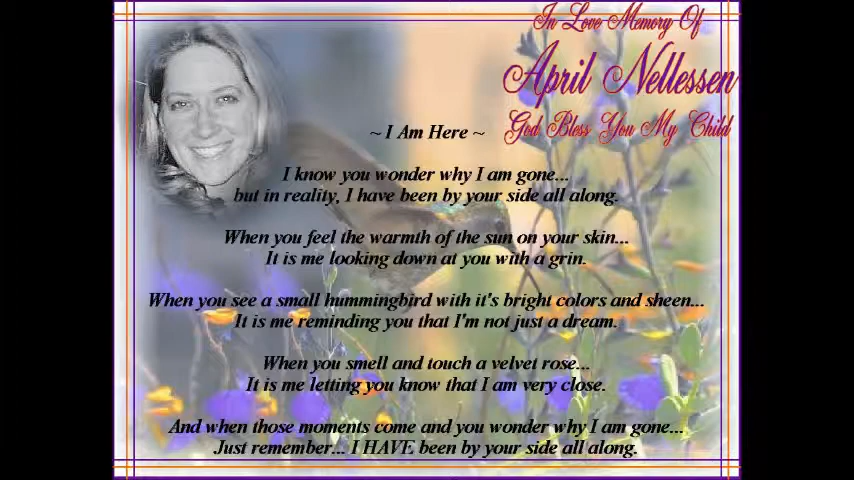 In Love Memory Of
April Nellessen
God Bless You My Child
~ I Am Here ~
I know you wonder why I am gone...
but in reality, I have been by your side all along.
When you feel the warmth of the sun on your skin...
It is me looking down at you with a grin.
When you see a small hummingbird with it's bright colors and sheen...
It is me reminding you that I'm not just a dream.
When you smell and touch a velvet rose...
It is me letting you know that I am very close.
And when those moments come and you wonder why I am gone...
Just remember... I HAVE been by your side all along.